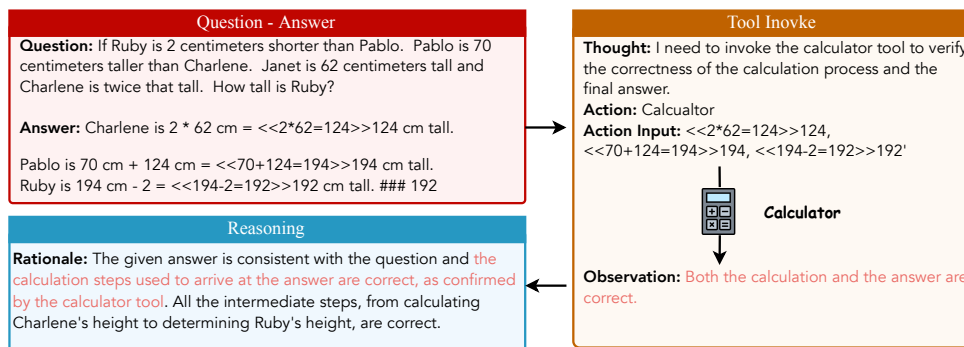 Question - Answer
Question: If Ruby is 2 centimeters shorter than Pablo. Pablo is 70
centimeters taller than Charlene. Janet is 62 centimeters tall and
Charlene is twice that tall. How tall is Ruby?
Answer: Charlene is 2 * 62 cm = <<2*62=124>>124 cm tall.
Pablo is 70 cm + 124 cm = <<70+124=194>>194 cm tall.
Ruby is 194 cm - 2 = <<194-2=192>>192 cm tall. ### 192
Tool Inovke
Thought: I need to invoke the calculator tool to verify
the correctness of the calculation process and the
final answer.
Action: Calcualtor
Action Input: <<2*62=124>>124,
<<70+124=194>>194, <<194-2=192>>192'
Calculator
Observation: Both the calculation and the answer are
correct.
Reasoning
Rationale: The given answer is consistent with the question and the
calculation steps used to arrive at the answer are correct, as confirmed
by the calculator tool. All the intermediate steps, from calculating
Charlene's height to determining Ruby's height, are correct.